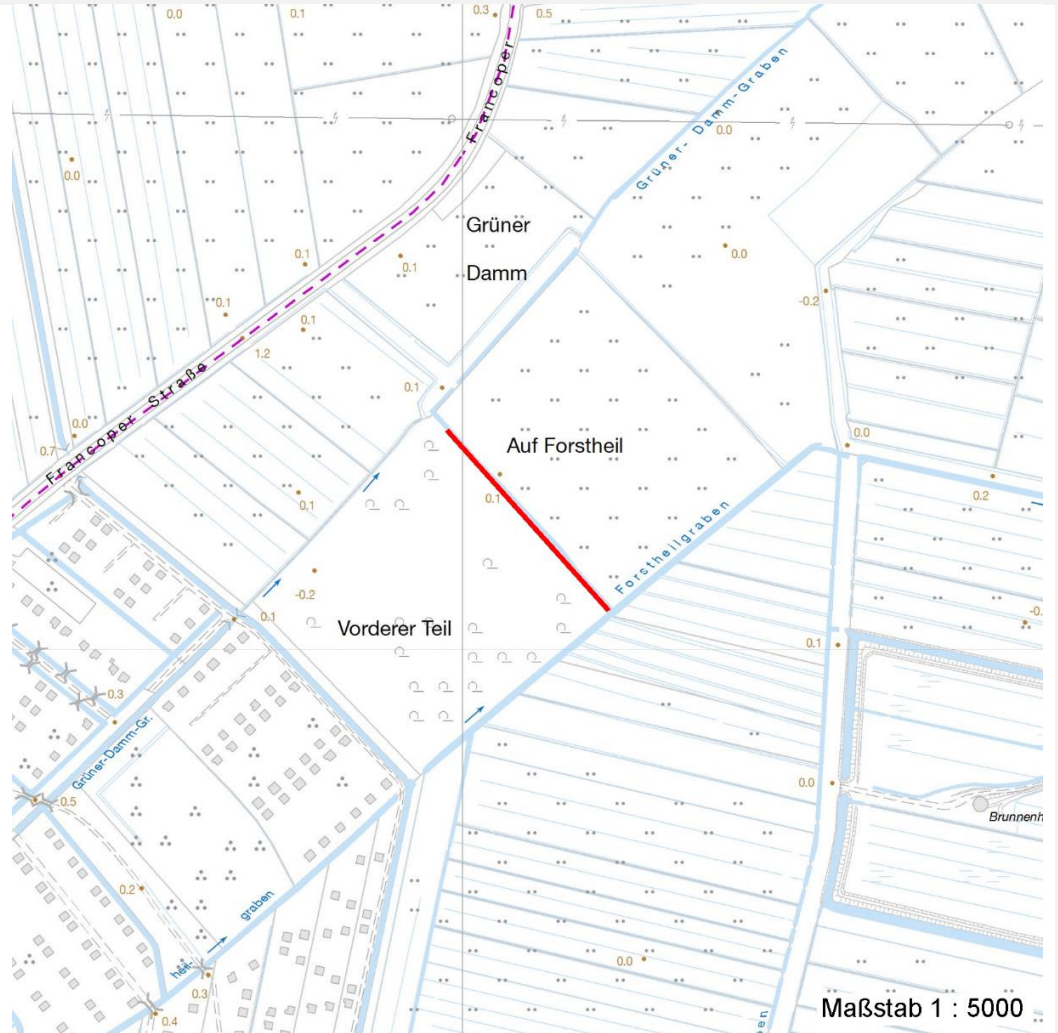 0.0
0.1
0.3
0.5
Francoper
Grüner-Damm-Graben
0.0
0.0
Grüner
Damm
0.1
0.1
0.0
-0.2
0.1
0.1
1.2
Francoper Straße
0.1
0.0
0.7
Auf Forstheil
0.0
0.1
0.1
0.2
Forstheilgraben
-0.2
0.1
Vorderer Teil
0.1
0.3
Grüner-Damm-Gr.
0.0
0.5
Brunnenh
0.2
graben
heil-
0.0
0.3
0.4
Maßstab 1 : 5000